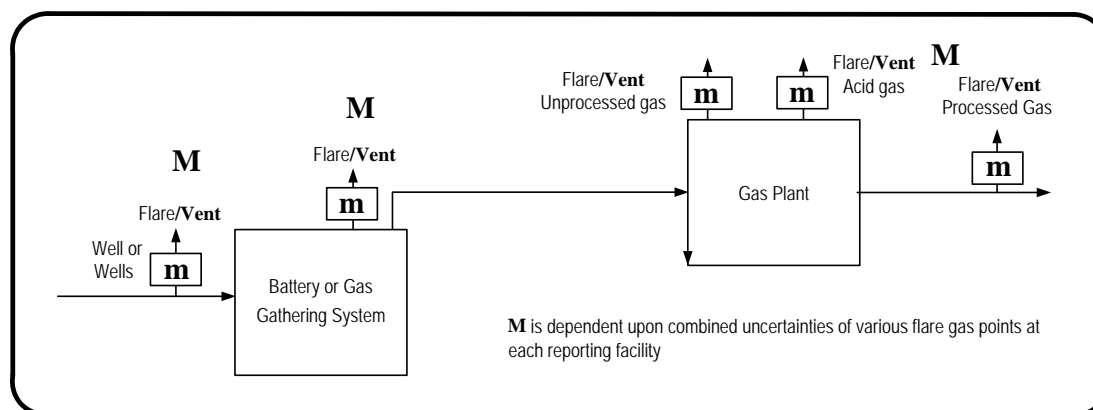 M
Flare/Vent
Well or
Wells
m
M
Flare/Vent
m
Battery or Gas
Gathering System
Flare/Vent
Unprocessed gas
m
m
Flare/Vent
Acid gas
M
Flare/Vent
Processed Gas
m
Gas Plant
M is dependent upon combined uncertainties of various flare gas points at
each reporting facility